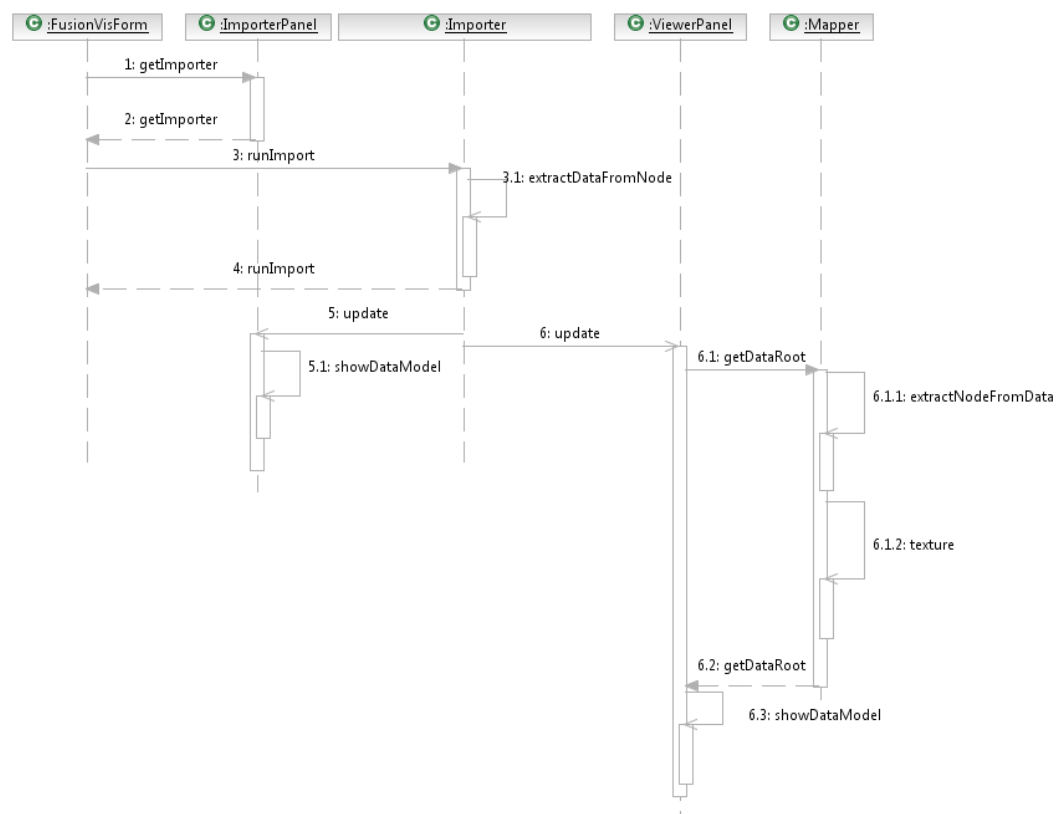 C :FusionVisForm
C :ImporterPanel
C :Importer
C :ViewerPanel
C :Mapper
1: getImporter
2: getImporter
3: runImport
3.1: extractDataFromNode
4: runImport
5: update
6: update
5.1: showDataModel
6.1: getDataRoot
6.1.1: extractNodeFromData
6.1.2: texture
6.2: getDataRoot
6.3: showDataModel